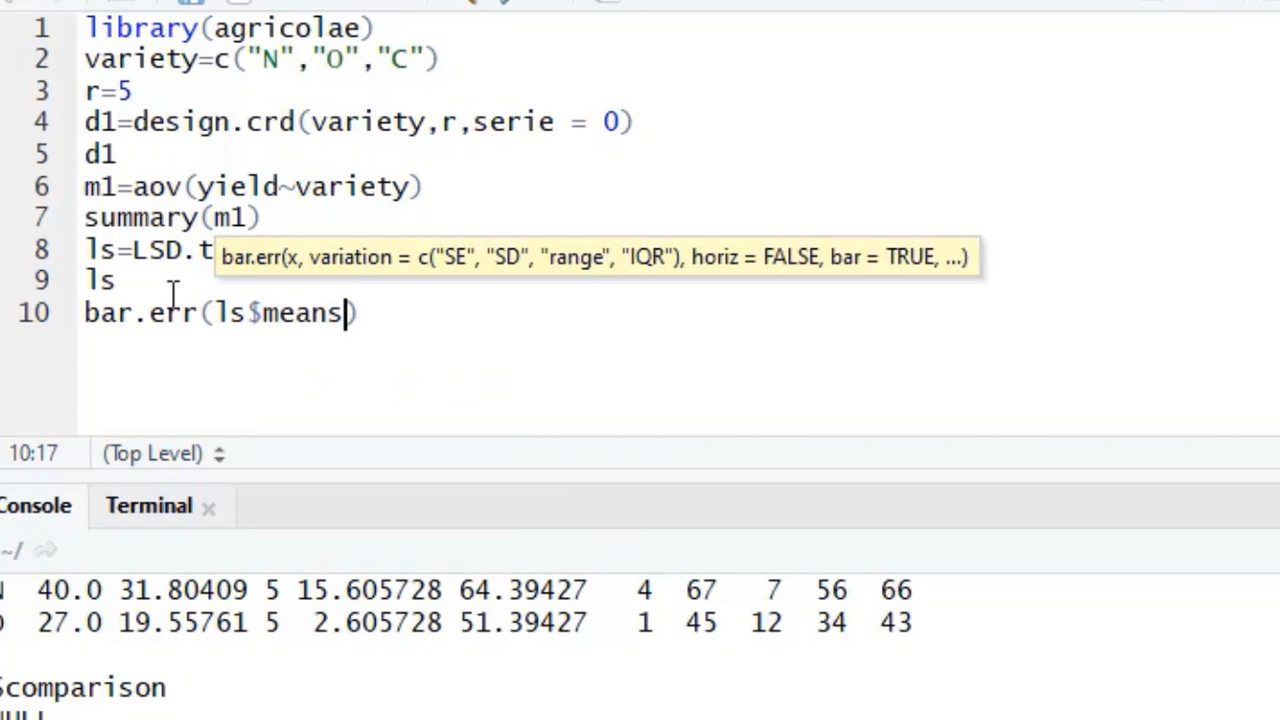 1 library(agricolae)
2 variety=c("N","O","C")
3 r=5
4 d1=design.crd(variety,r,serie = 0)
5 d1
6 m1=aov(yield~variety)
7 summary(m1)
8 ls=LSD.t
bar.err(x, variation = c("SE", "SD", "range", "IQR"), horiz = FALSE, bar = TRUE, ...)
9 ls
10 bar.err(ls$means)
10:17 (Top Level)
Console Terminal
~/
N 40.0 31.80409 5 15.605728 64.39427 4 67 7 56 66
O 27.0 19.55761 5 2.605728 51.39427 1 45 12 34 43
$comparison
NULL